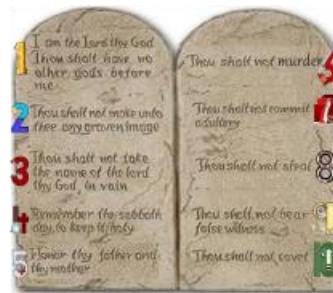 1
I am the Lord thy God
Thou shalt have no
other gods before
me
2
Thou shalt not make unto
thee any graven image
3
Thou shalt not take
the name of the lord
thy God, in vain
4
Remember the sabbath
day, to keep it holy
5
Honor thy father and
thy mother
Thou shalt not murder
7
Thou shalt not commit
adultery
8
Thou shalt not steal
9
Thou shalt not bear
false witness
Thou shalt not covet